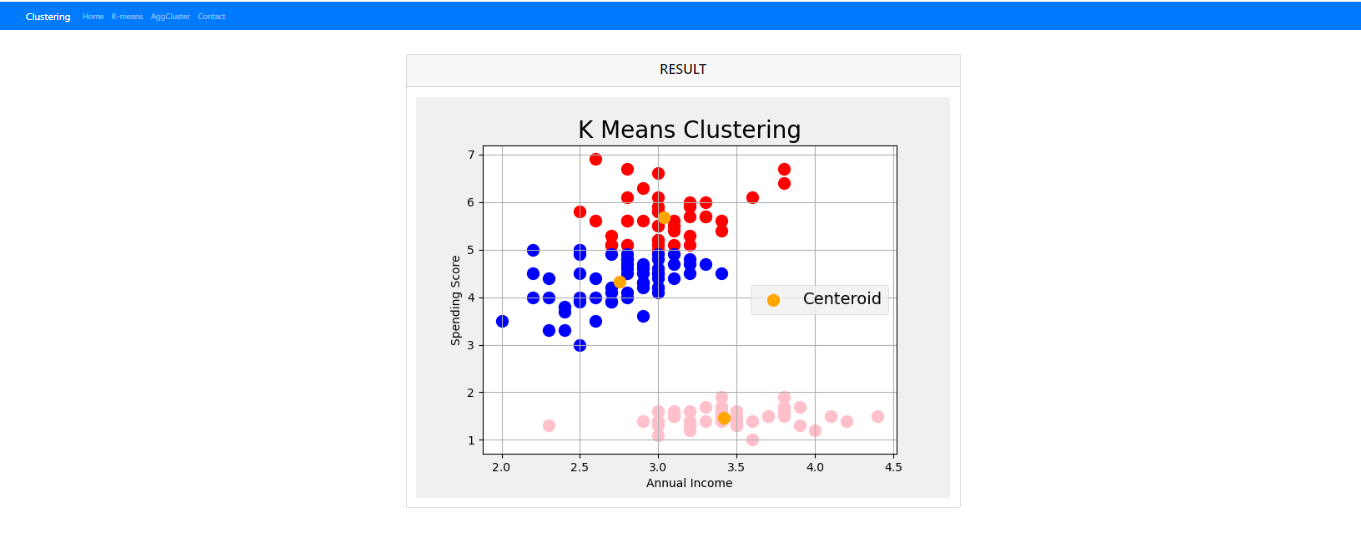 Clustering Home K-means AggCluster Contact
RESULT
K Means Clustering
7
6
5
4
3
2
1
Spending Score
Centeroid
2.0 2.5 3.0 3.5 4.0 4.5
Annual Income